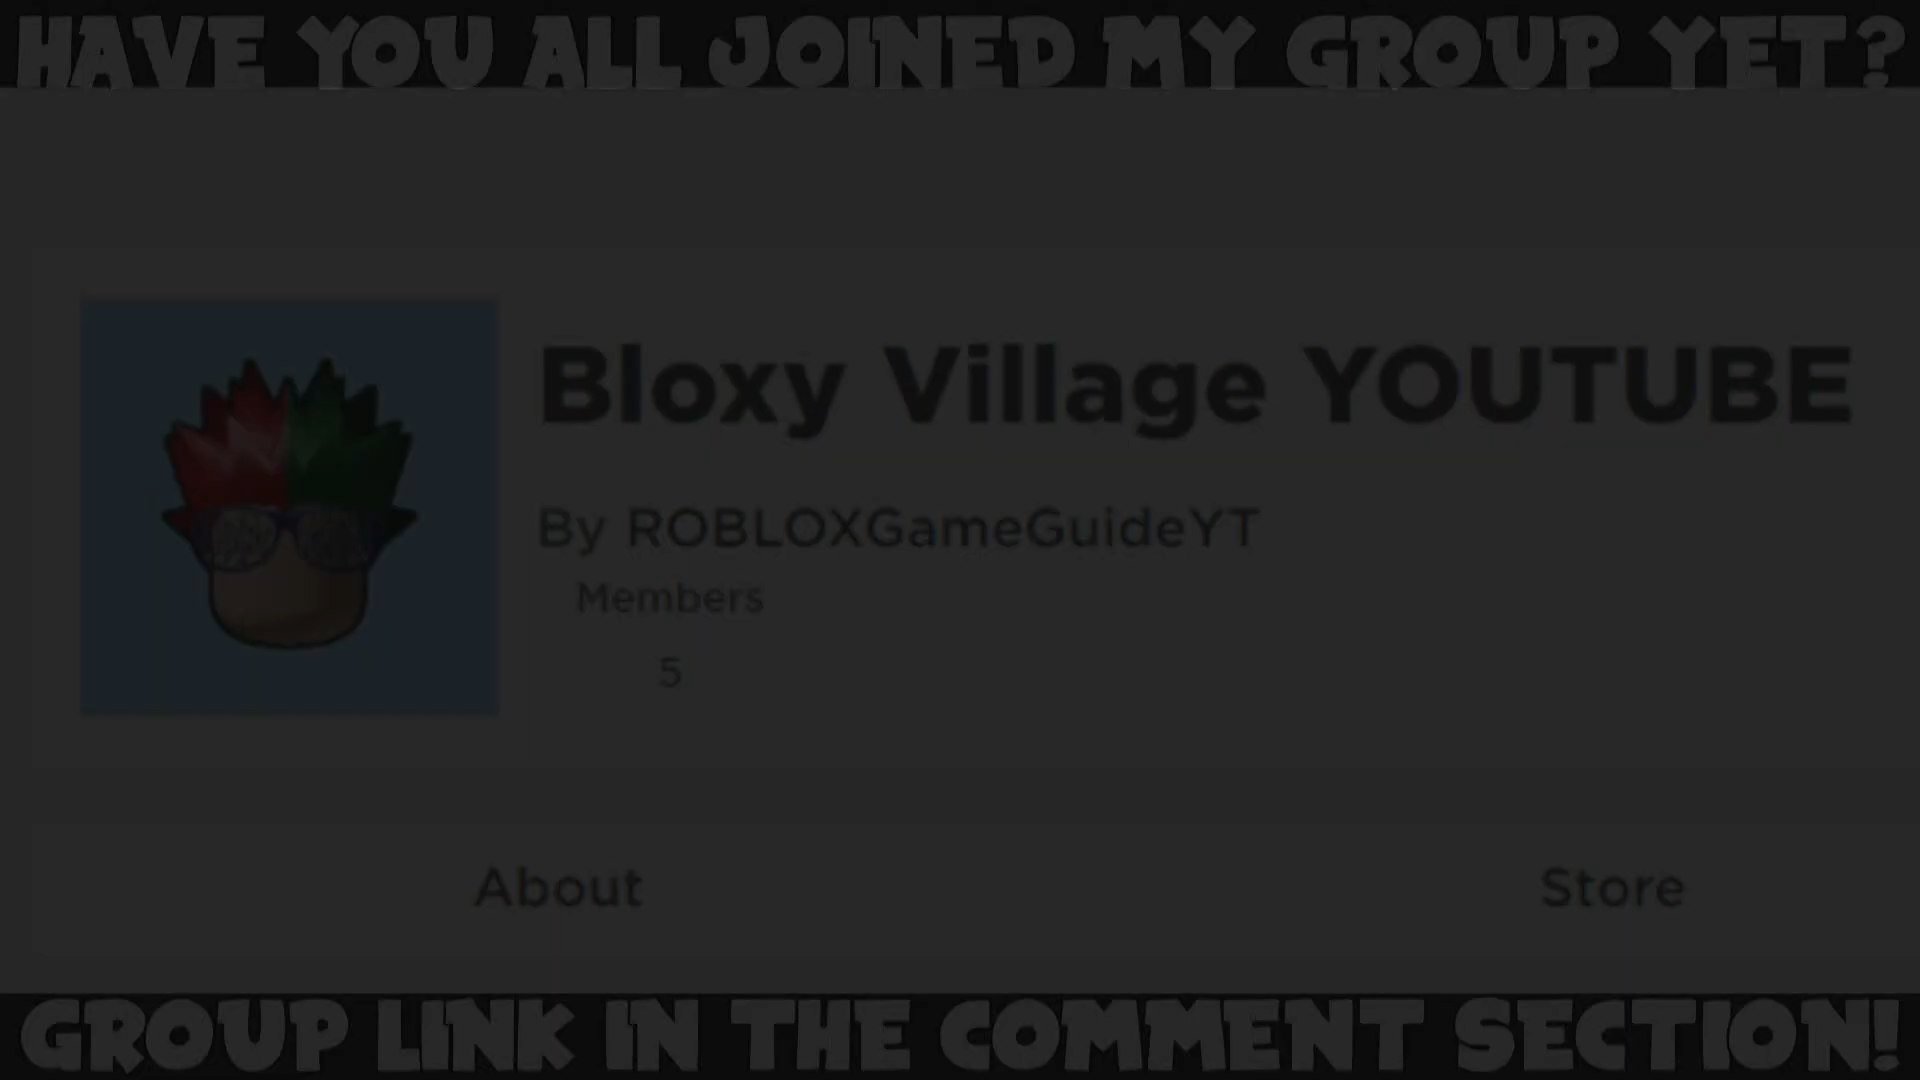 HAVE YOU ALL JOINED MY GROUP YET?
Bloxy Village YOUTUBE
By ROBLOXGameGuideYT
Members
5
About
Store
GROUP LINK IN THE COMMENT SECTION!